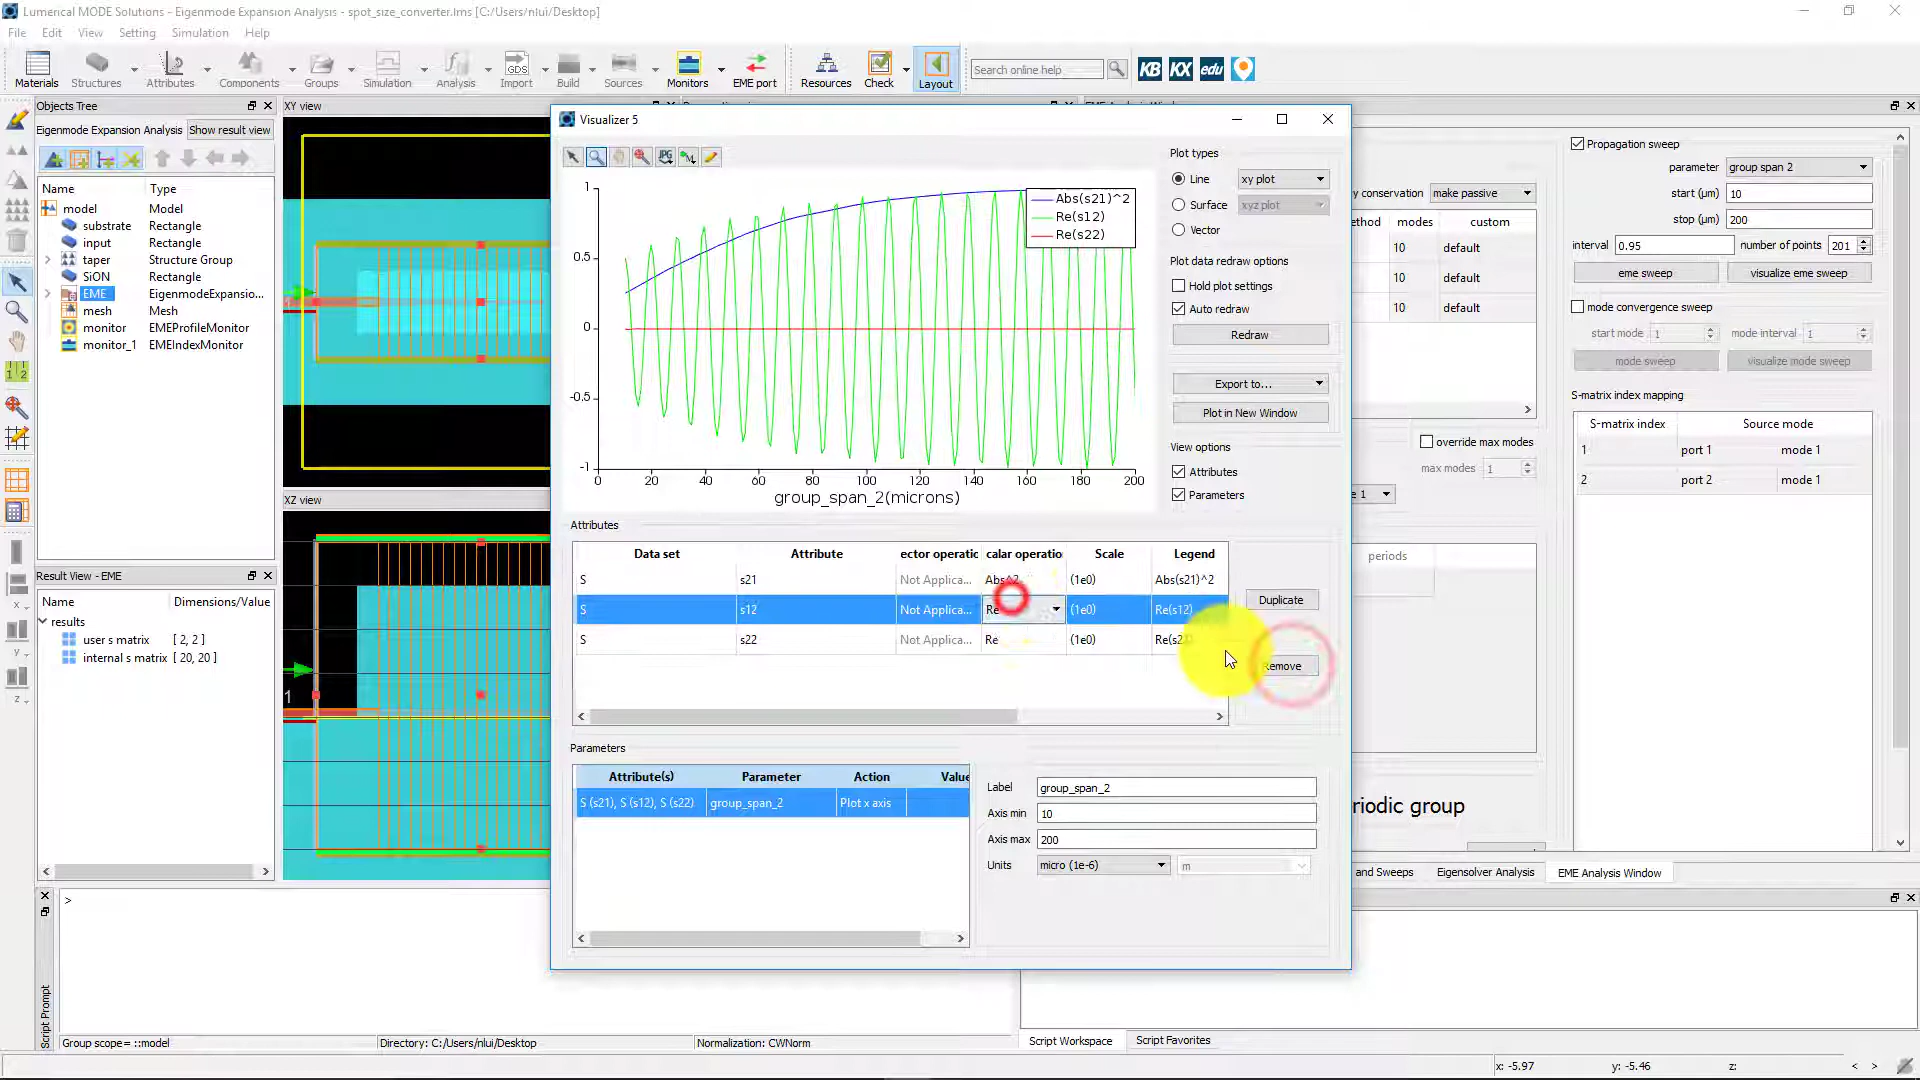 Lumerical MODE Solutions - Eigenmode Expansion Analysis - spot_size_converter.lms [C:/Users/nlui/Desktop]
File Edit View Setting Simulation Help
Materials Structures Attributes Components Groups Simulation Analysis Import Build Sources Monitors EME port Resources Check Layout
GDS
Search online help
KB KX edu
Objects Tree
Eigenmode Expansion Analysis Show result view
Name Type
model Model
substrate Rectangle
input Rectangle
taper Structure Group
SiON Rectangle
EME EigenmodeExpansio...
mesh Mesh
monitor EMEProfileMonitor
monitor_1 EMEIndexMonitor
Result View - EME
Name Dimensions/Value
results
user s matrix [ 2, 2 ]
internal s matrix [ 20, 20 ]
XY view
XZ view
1
Visualizer 5
JPG
1
0.5
0
-0.5
-1
0 20 40 60 80 100 120 140 160 180 200
group_span_2(microns)
Abs(s21)^2
Re(s12)
Re(s22)
Plot types
Line xy plot
Surface xyz plot
Vector
Plot data redraw options
Hold plot settings
Auto redraw
Redraw
Export to...
Plot in New Window
View options
Attributes
Parameters
Attributes
Data set Attribute ector operatic calar operatio Scale Legend
S s21 Not Applica... Abs^2 (1e0) Abs(s21)^2
S s12 Not Applica... Re (1e0) Re(s12)
S s22 Not Applica... Re (1e0)
Duplicate
Remove
Parameters
Attribute(s) Parameter Action Value
S (s21), S (s12), S (s22) group_span_2 Plot x axis
Label group_span_2
Axis min 10
Axis max 200
Units micro (1e-6) m
Propagation sweep
parameter group span 2
start (µm) 10
stop (µm) 200
interval 0.95 number of points 201
eme sweep visualize eme sweep
mode convergence sweep
start mode 1 mode interval 1
mode sweep visualize mode sweep
S-matrix index mapping
S-matrix index Source mode
1 port 1 mode 1
2 port 2 mode 1
y conservation make passive
ethod modes custom
10 default
10 default
10 default
override max modes
max modes 1
e 1
periods
riodic group
and Sweeps Eigensolver Analysis EME Analysis Window
>
Script Prompt
Group scope= ::model Directory: C:/Users/nlui/Desktop Normalization: CWNorm
Script Workspace Script Favorites
x: -5.97 y: -5.46 z: